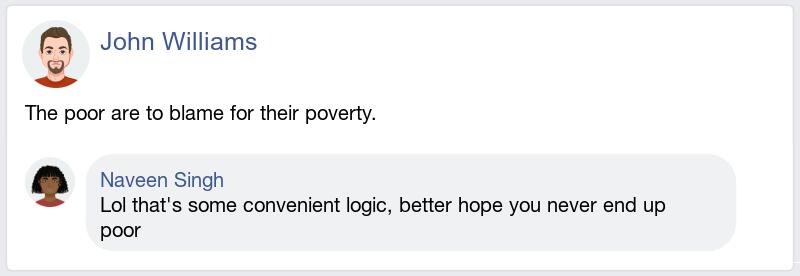 John Williams
The poor are to blame for their poverty.
Naveen Singh
Lol that's some convenient logic, better hope you never end up
poor